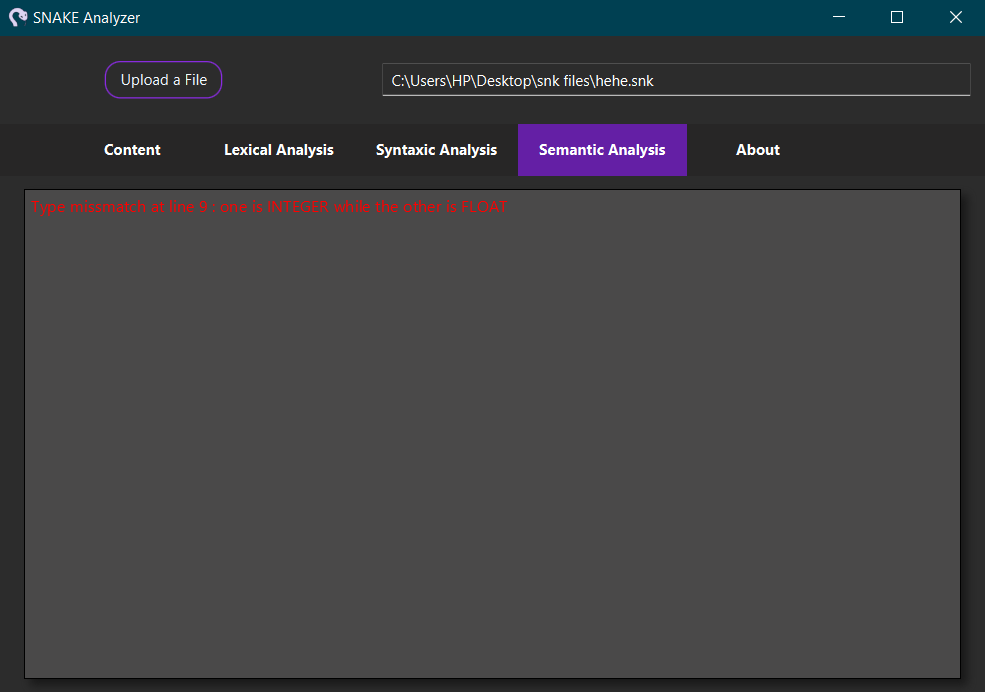 SNAKE Analyzer
Upload a File
C:\Users\HP\Desktop\snk files\hehe.snk
Content Lexical Analysis Syntaxic Analysis Semantic Analysis About
Type missmatch at line 9 : one is INTEGER while the other is FLOAT